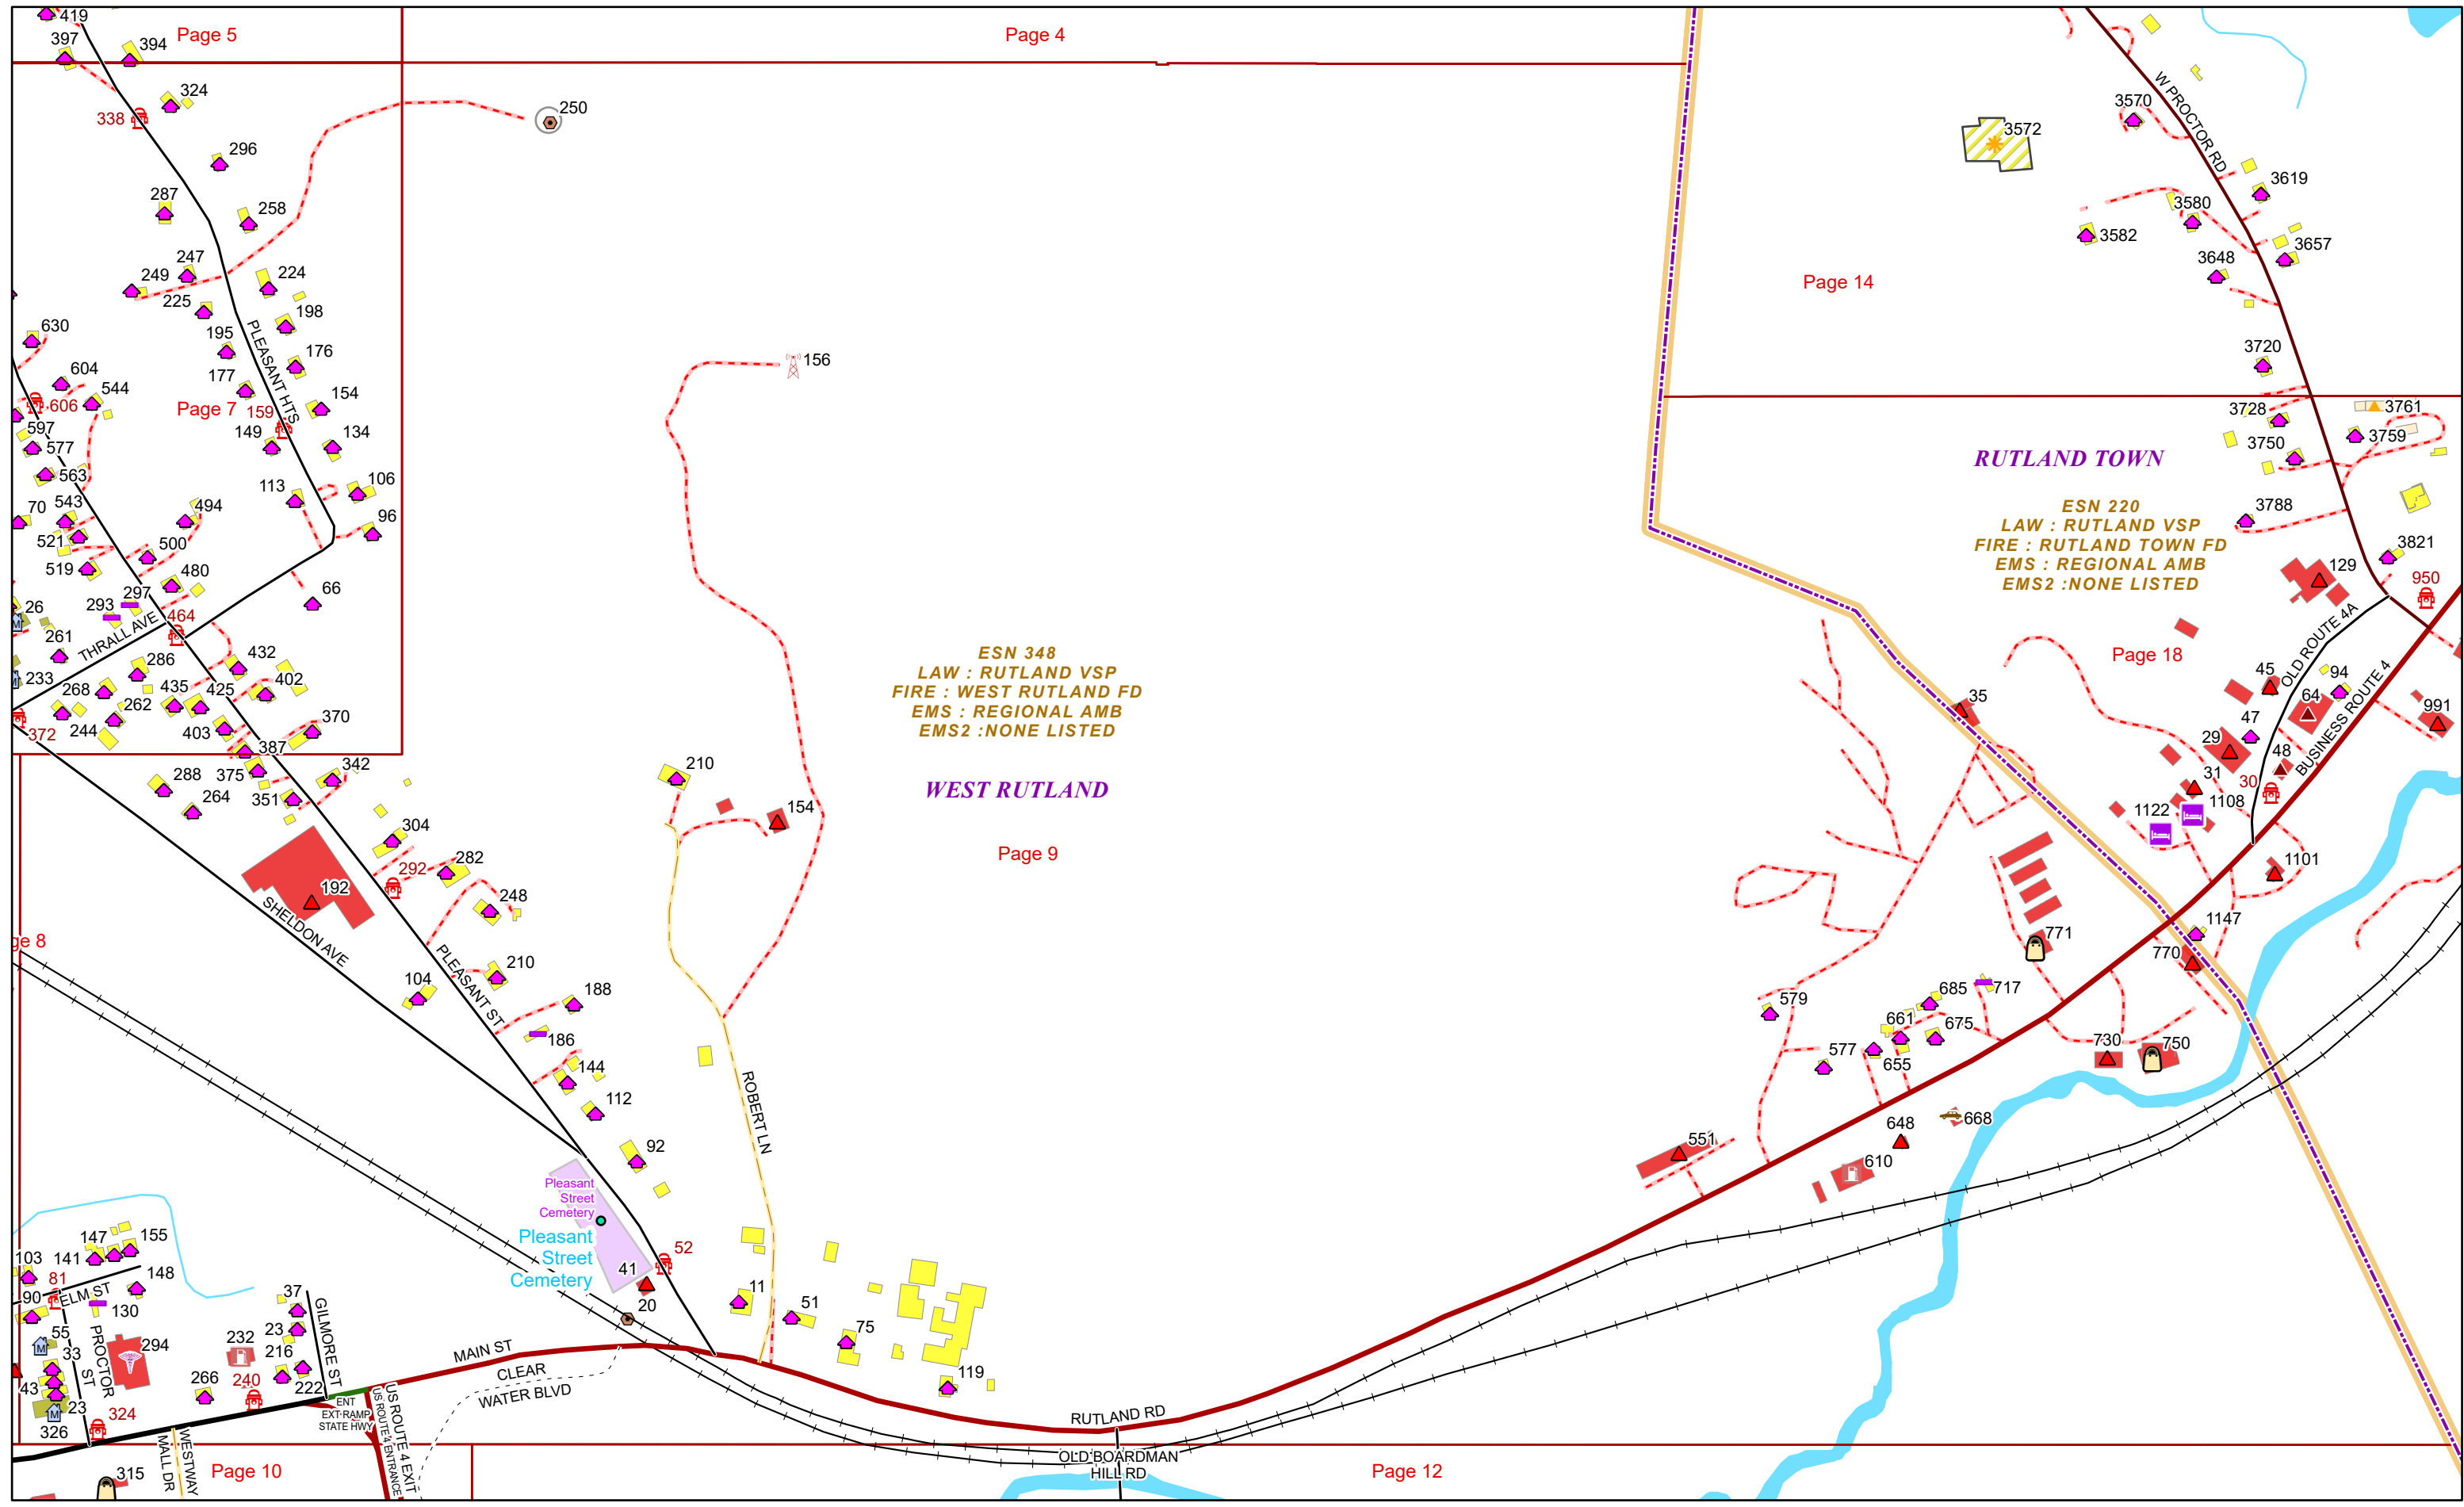 419
397
394
Page 5
Page 4
324
338
250
296
287
258
247
249
224
225
198
195
176
177
154
PLEASANT HTS
Page 7
159
149
134
113
106
96
66
630
604
544
606
597
577
563
70
543
494
521
500
519
480
297
293
464
26
THRALL AVE
261
233
286
432
268
435
425
402
262
244
403
370
372
387
375
342
288
264
351
304
292
282
192
248
SHELDON AVE
ge 8
PLEASANT ST
104
210
188
186
144
112
92
Pleasant
Street
Cemetery
Pleasant
Street
Cemetery
52
41
20
11
51
75
119
156
210
154
ROBERT LN
ESN 348
LAW : RUTLAND VSP
FIRE : WEST RUTLAND FD
EMS : REGIONAL AMB
EMS2 :NONE LISTED
WEST RUTLAND
Page 9
W PROCTOR RD
3570
3572
3619
3580
3582
3657
3648
Page 14
3720
3728
3761
3759
3750
RUTLAND TOWN
ESN 220
LAW : RUTLAND VSP
FIRE : RUTLAND TOWN FD
EMS : REGIONAL AMB
EMS2 :NONE LISTED
3788
3821
129
950
OLD ROUTE 4A
Page 18
45
94
64
BUSINESS ROUTE 4
35
47
991
29
48
31
30
1108
1122
1101
1147
771
770
579
685
717
661
675
577
655
730
750
668
648
551
610
103
147
155
141
81
148
90
ELM ST
130
37
GILMORE ST
23
55
33
PROCTOR
ST
294
232
216
43
23
266
240
222
326
324
MAIN ST
CLEAR
WATER BLVD
ENT
EXT RAMP
STATE HWY
US ROUTE 4 EXIT
US ROUTE 4 ENTRANCE
WESTWAY
MALL DR
315
Page 10
RUTLAND RD
OLD BOARDMAN
HILL RD
Page 12